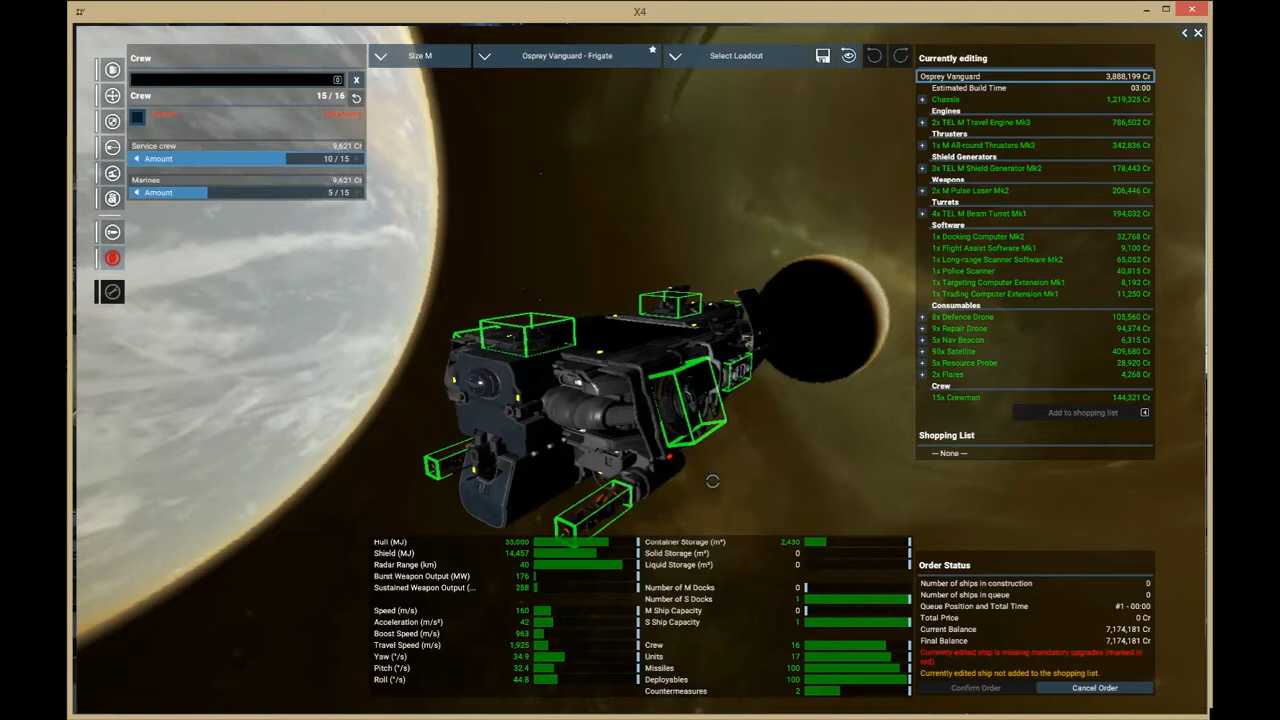 X4
Crew
0
x
Crew 15 / 16
Service crew 9,621 Cr
Amount 10 / 15
Marines 9,621 Cr
Amount 5 / 15
Size M
Osprey Vanguard - Frigate
Select Loadout
Currently editing
Osprey Vanguard 3,888,199 Cr
Estimated Build Time 03:00
Chassis 1,219,325 Cr
Engines
2x TEL M Travel Engine Mk3 786,502 Cr
Thrusters
1x M All-round Thrusters Mk3 342,836 Cr
Shield Generators
3x TEL M Shield Generator Mk2 178,443 Cr
Weapons
2x M Pulse Laser Mk2 206,446 Cr
Turrets
4x TEL M Beam Turret Mk1 194,032 Cr
Software
1x Docking Computer Mk2 32,768 Cr
1x Flight Assist Software Mk1 9,100 Cr
1x Long-range Scanner Software Mk2 65,052 Cr
1x Police Scanner 40,815 Cr
1x Targeting Computer Extension Mk1 8,192 Cr
1x Trading Computer Extension Mk1 11,250 Cr
Consumables
8x Defence Drone 105,560 Cr
9x Repair Drone 94,374 Cr
5x Nav Beacon 6,315 Cr
90x Satellite 409,680 Cr
5x Resource Probe 28,920 Cr
2x Flares 4,268 Cr
Crew
15x Crewman 144,321 Cr
Add to shopping list 4
Shopping List
— None —
Hull (MJ) 33,000
Shield (MJ) 14,457
Radar Range (km) 40
Burst Weapon Output (MW) 176
Sustained Weapon Output (... 258
Speed (m/s) 160
Acceleration (m/s²) 42
Boost Speed (m/s) 963
Travel Speed (m/s) 1,925
Yaw (°/s) 34.9
Pitch (°/s) 32.4
Roll (°/s) 44.8
Container Storage (m³) 2,430
Solid Storage (m³) 0
Liquid Storage (m³) 0
Number of M Docks 0
Number of S Docks 1
M Ship Capacity 0
S Ship Capacity 1
Crew 16
Units 17
Missiles 100
Deployables 100
Countermeasures 2
Order Status
Number of ships in construction 0
Number of ships in queue 0
Queue Position and Total Time #1 - 00:00
Total Price 0 Cr
Current Balance 7,174,181 Cr
Final Balance 7,174,181 Cr
Currently edited ship is missing mandatory upgrades (marked in
red)
Currently edited ship not added to the shopping list.
Confirm Order
Cancel Order